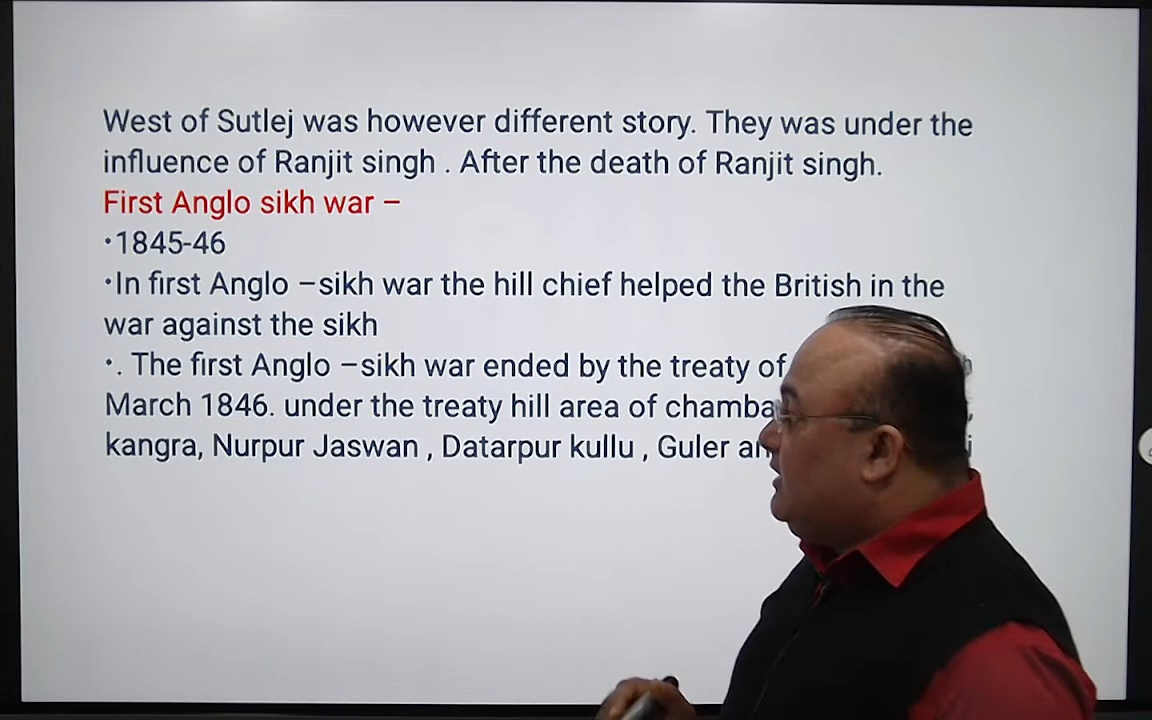 West of Sutlej was however different story. They was under the
influence of Ranjit singh . After the death of Ranjit singh.
First Anglo sikh war –
•1845-46
•In first Anglo –sikh war the hill chief helped the British in the
war against the sikh
•. The first Anglo –sikh war ended by the treaty of
March 1846. under the treaty hill area of chamba
kangra, Nurpur Jaswan , Datarpur kullu , Guler